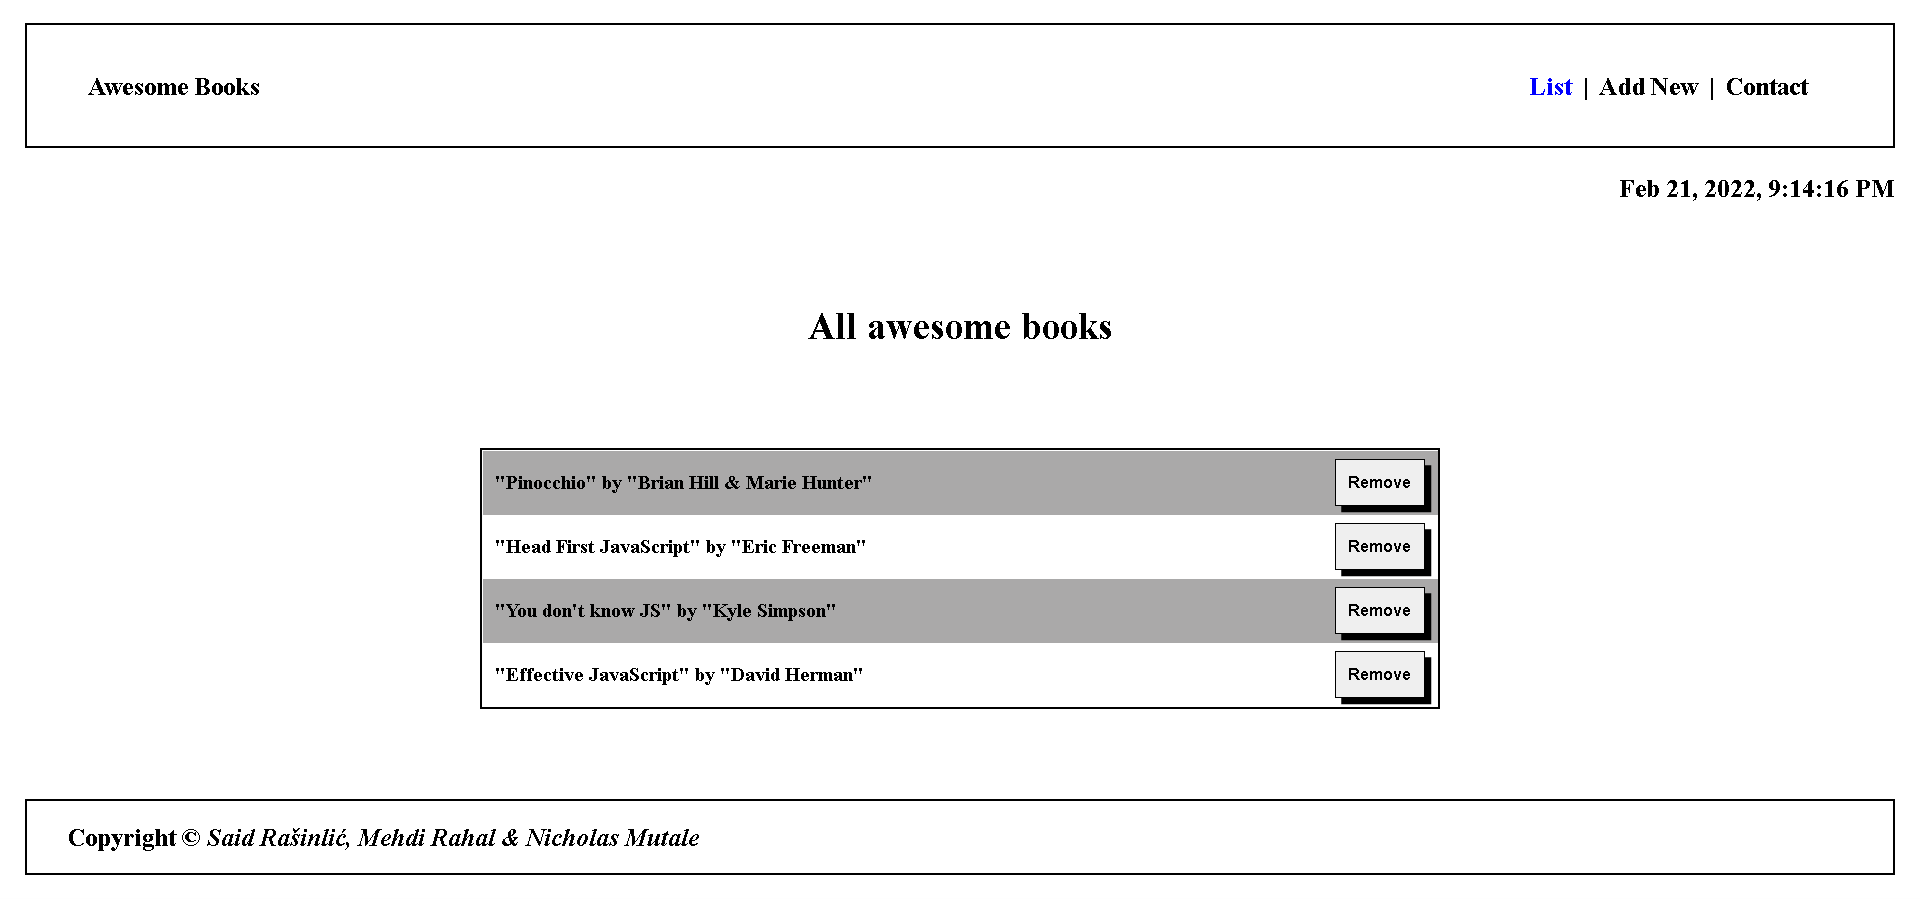 Awesome Books
List | Add New | Contact
Feb 21, 2022, 9:14:16 PM
All awesome books
"Pinocchio" by "Brian Hill & Marie Hunter"
Remove
"Head First JavaScript" by "Eric Freeman"
Remove
"You don't know JS" by "Kyle Simpson"
Remove
"Effective JavaScript" by "David Herman"
Remove
Copyright © Said Rašinlić, Mehdi Rahal & Nicholas Mutale